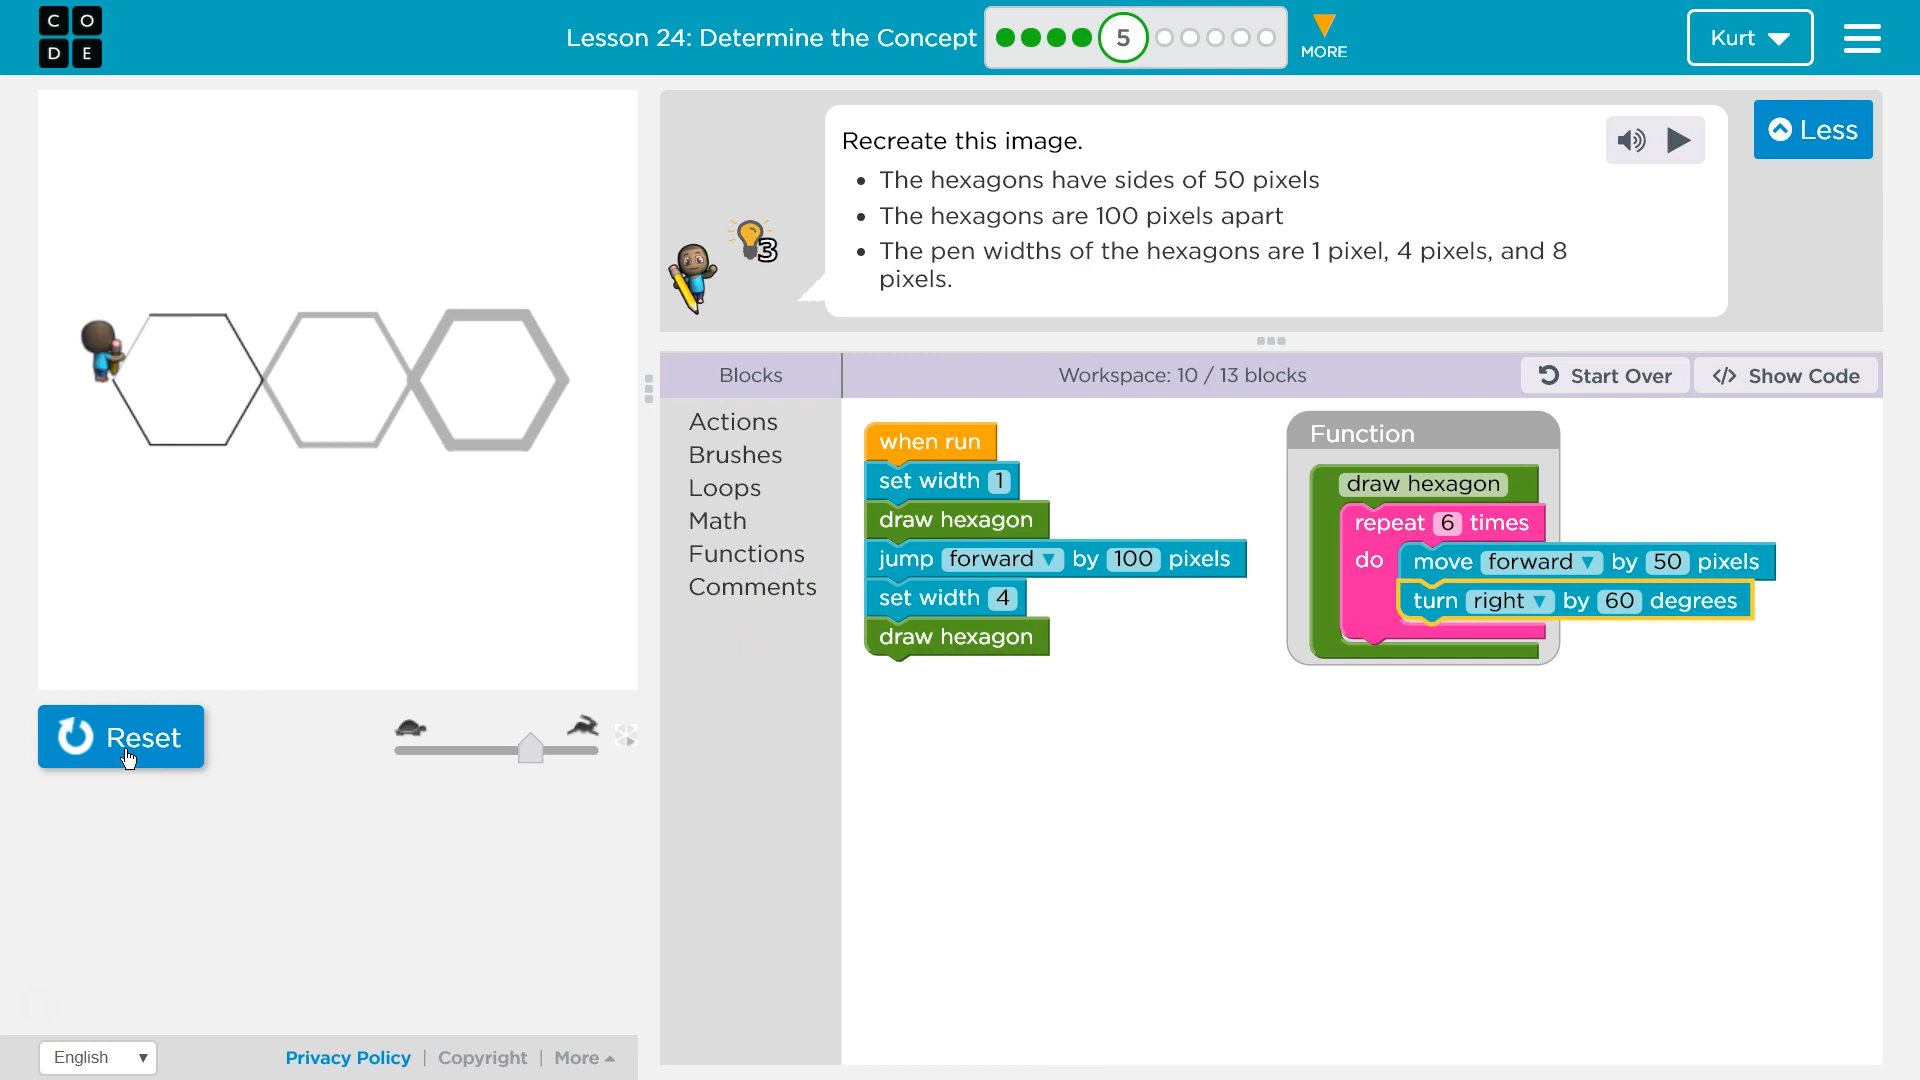 C O
D E
Lesson 24: Determine the Concept
5
MORE
Kurt
Recreate this image.
• The hexagons have sides of 50 pixels
• The hexagons are 100 pixels apart
• The pen widths of the hexagons are 1 pixel, 4 pixels, and 8
pixels.
3
Less
Blocks
Workspace: 10 / 13 blocks
Start Over
</> Show Code
Actions
Brushes
Loops
Math
Functions
Comments
when run
set width 1
draw hexagon
jump forward ▼ by 100 pixels
set width 4
draw hexagon
Function
draw hexagon
repeat 6 times
do
move forward ▼ by 50 pixels
turn right ▼ by 60 degrees
Reset
English
Privacy Policy | Copyright | More